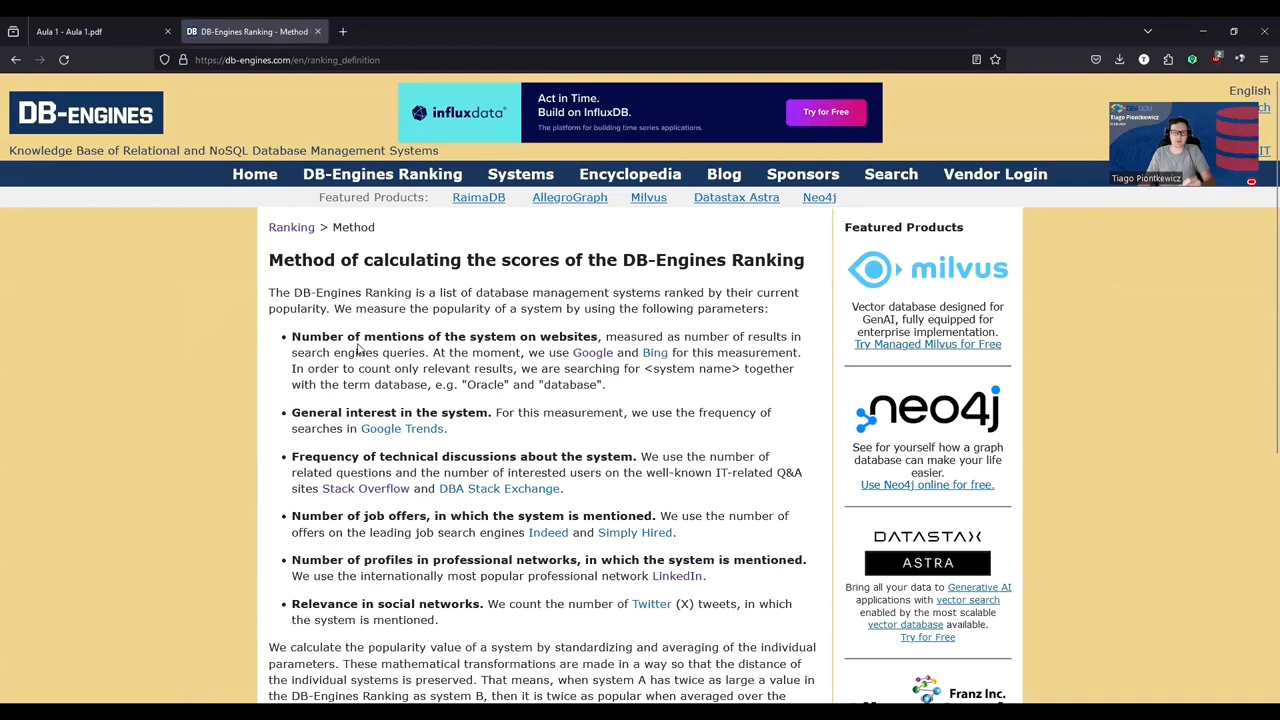 Aula 1 - Aula 1.pdf
DB DB-Engines Ranking - Method
https://db-engines.com/en/ranking_definition
2
DB-ENGINES
Knowledge Base of Relational and NoSQL Database Management Systems
influxdata
Act in Time.
Build on InfluxDB.
The platform for building time series applications.
Try for Free
English
Tiago Piontkewicz
Tiago Piontkewicz
Home DB-Engines Ranking Systems Encyclopedia Blog Sponsors Search Vendor Login
Featured Products: RaimaDB AllegroGraph Milvus Datastax Astra Neo4j
Ranking > Method
Method of calculating the scores of the DB-Engines Ranking
The DB-Engines Ranking is a list of database management systems ranked by their current
popularity. We measure the popularity of a system by using the following parameters:
• Number of mentions of the system on websites, measured as number of results in
search engines queries. At the moment, we use Google and Bing for this measurement.
In order to count only relevant results, we are searching for <system name> together
with the term database, e.g. "Oracle" and "database".
• General interest in the system. For this measurement, we use the frequency of
searches in Google Trends.
• Frequency of technical discussions about the system. We use the number of
related questions and the number of interested users on the well-known IT-related Q&A
sites Stack Overflow and DBA Stack Exchange.
• Number of job offers, in which the system is mentioned. We use the number of
offers on the leading job search engines Indeed and Simply Hired.
• Number of profiles in professional networks, in which the system is mentioned.
We use the internationally most popular professional network LinkedIn.
• Relevance in social networks. We count the number of Twitter (X) tweets, in which
the system is mentioned.
We calculate the popularity value of a system by standardizing and averaging of the individual
parameters. These mathematical transformations are made in a way so that the distance of
the individual systems is preserved. That means, when system A has twice as large a value in
the DB-Engines Ranking as system B, then it is twice as popular when averaged over the
Featured Products
milvus
Vector database designed for
GenAI, fully equipped for
enterprise implementation.
Try Managed Milvus for Free
neo4j
See for yourself how a graph
database can make your life
easier.
Use Neo4j online for free.
DATASTAX
ASTRA
Bring all your data to Generative AI
applications with vector search
enabled by the most scalable
vector database available.
Try for Free
Franz Inc.